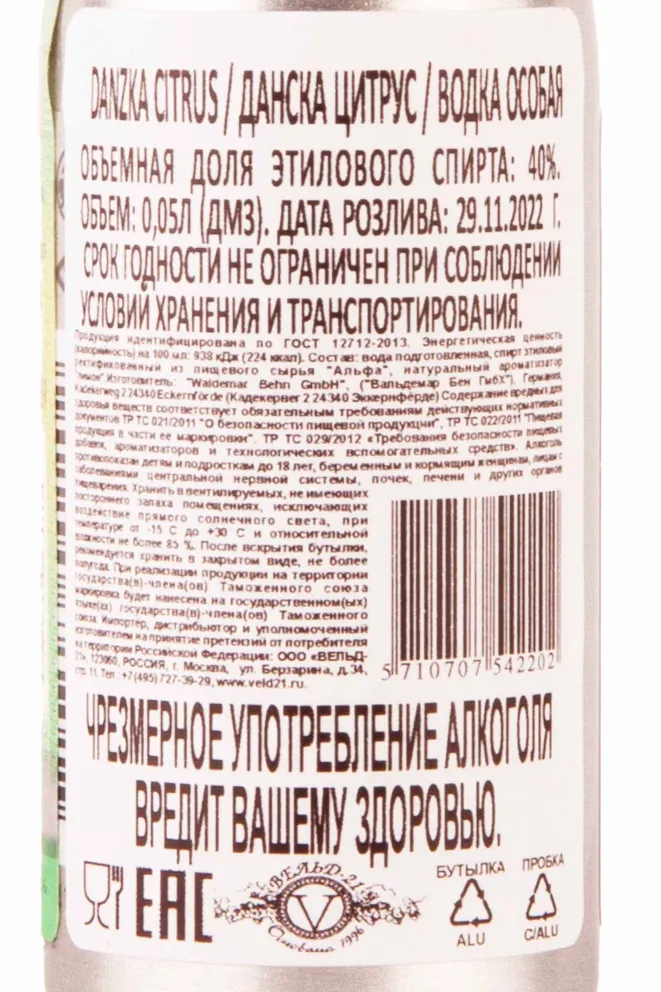 DANZKA CITRUS / ДАНСКА ЦИТРУС / ВОДКА ОСОБАЯ
ОБЪЕМНАЯ ДОЛЯ ЭТИЛОВОГО СПИРТА: 40%.
ОБЪЕМ: 0,05Л (ДМ3). ДАТА РОЗЛИВА: 29.11.2022 Г.
СРОК ГОДНОСТИ НЕ ОГРАНИЧЕН ПРИ СОБЛЮДЕНИИ
УСЛОВИЙ ХРАНЕНИЯ И ТРАНСПОРТИРОВАНИЯ.
Продукция идентифицирована по ГОСТ 12712-2013. Энергетическая ценность
(калорийность) на 100 мл: 938 кДж (224 ккал). Состав: вода подготовленная, спирт этиловый
ректификованный из пищевого сырья "Альфа", натуральный ароматизатор
"Лимон". Изготовитель: "Waldemar Behn GmbH", ("Вальдемар Бен ГмбХ"). Германия,
Kadekerweg 2 24340 Eckernförde (Кадекервег 2 24 340 Эккернфёрде) Содержание вредных для
здоровья веществ соответствует обязательным требованиям действующих нормативных
документов ТР ТС 021/2011 "О безопасности пищевой продукции", ТР ТС 022/2011 "Пищевая
продукция в части ее маркировки". ТР ТС 029/2012 «Требования безопасности пищевых
добавок, ароматизаторов и технологических вспомогательных средств». Алкоголь
противопоказан детям и подросткам до 18 лет, беременным и кормящим женщинам, лицам с
заболеваниями центральной нервной системы, почек, печени и других органов
пищеварения. Хранить в вентилируемых, не имеющих
постороннего запаха помещениях, исключающих
воздействие прямого солнечного света, при
температуре от -15 С до +30 С и относительной
влажности не более 85 %. После вскрытия бутылки,
рекомендуется хранить в закрытом виде, не более
полугода. При реализации продукции на территории
государства(в)-члена(ов) Таможенного союза
маркировка будет нанесена на государственном(ых)
языке(ах) государства(в)-члена(ов) Таможенного
союза. Импортер, дистрибьютор и уполномоченный
изготовителем на принятие претензий от потребителя
на территории Российской Федерации: ООО «ВЕЛЬД-
21», 123060, РОССИЯ, г. Москва, ул. Берзарина, д.34,
стр. 11. Тел.:+7(495)727-39-29, www.veld21.ru.
5 710707 542202
ЧРЕЗМЕРНОЕ УПОТРЕБЛЕНИЕ АЛКОГОЛЯ
ВРЕДИТ ВАШЕМУ ЗДОРОВЬЮ.
EAC
ВЕЛЬД-21
V
Основана 1996
БУТЫЛКА
ALU
ПРОБКА
C/ALU